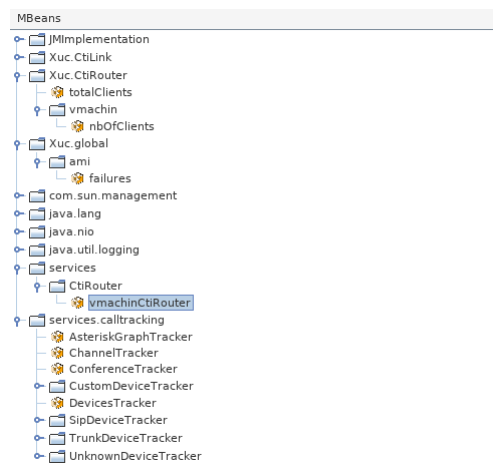 MBeans
JMImplementation
Xuc.CtiLink
Xuc.CtiRouter
totalClients
vmachin
nbOfClients
Xuc.global
ami
failures
com.sun.management
java.lang
java.nio
java.util.logging
services
CtiRouter
vmachinCtiRouter
services.calltracking
AsteriskGraphTracker
ChannelTracker
ConferenceTracker
CustomDeviceTracker
DevicesTracker
SipDeviceTracker
TrunkDeviceTracker
UnknownDeviceTracker